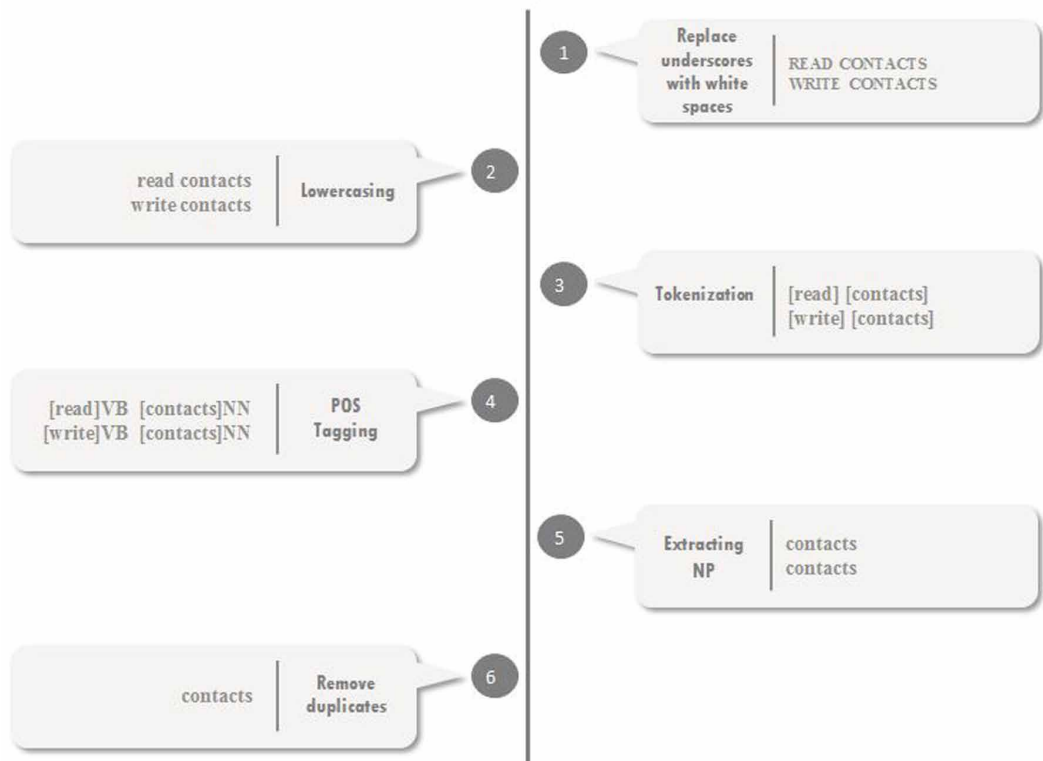 1
Replace
underscores
with white
spaces
READ CONTACTS
WRITE CONTACTS
read contacts
write contacts
Lowercasing
2
3
Tokenization
[read] [contacts]
[write] [contacts]
[read]VB [contacts]NN
[write]VB [contacts]NN
POS
Tagging
4
5
Extracting
NP
contacts
contacts
contacts
Remove
duplicates
6